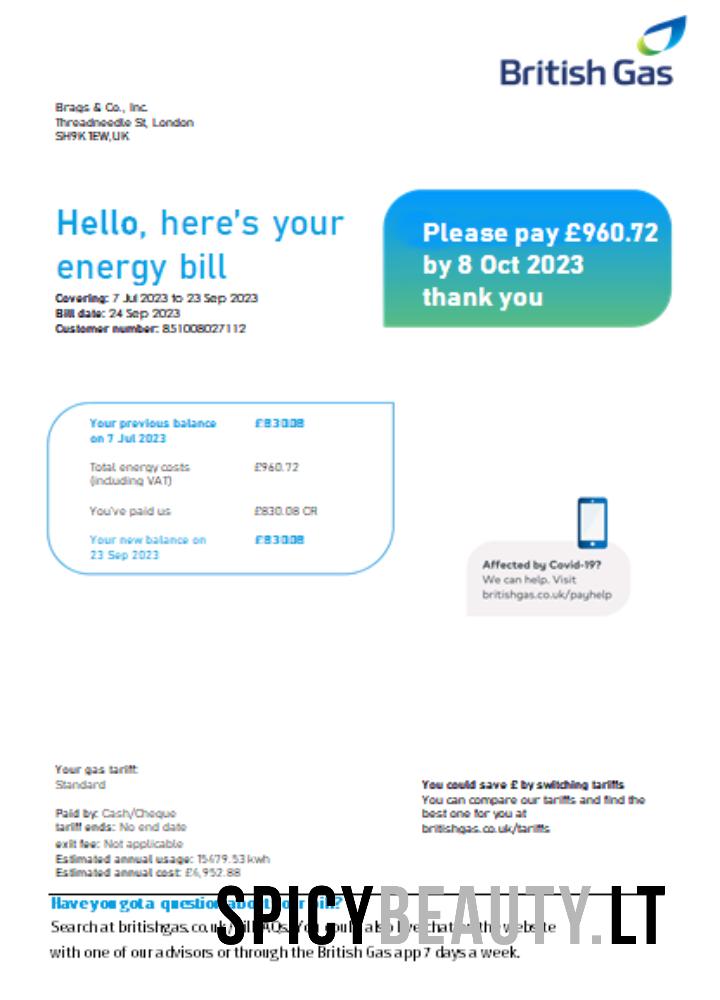 British Gas
Brags & Co., Inc.
Threadneedle St, London
SH9K 1EW,UK
Hello, here's your
energy bill
Covering: 7 Jul 2023 to 23 Sep 2023
Bill date: 24 Sep 2023
Customer number: 851008027112
Please pay £960.72
by 8 Oct 2023
thank you
Your previous balance £830.08
on 7 Jul 2023
Total energy costs £960.72
(including VAT)
You've paid us £830.08 CR
Your new balance on £830.08
23 Sep 2023
Affected by Covid-19?
We can help. Visit
britishgas.co.uk/payhelp
Your gas tariff:
Standard
Paid by: Cash/Cheque
tariff ends: No end date
exit fee: Not applicable
Estimated annual usage: 15479.53kwh
Estimated annual cost: £6,952.88
You could save £ by switching tariffs
You can compare our tariffs and find the
best one for you at
britishgas.co.uk/tariffs
Have you got a question about your bill?
Search at britishgas.co.uk/billFAQs. You could also live chat on the website
with one of our advisors or through the British Gas app 7 days a week.
SPICYBEAUTY.LT